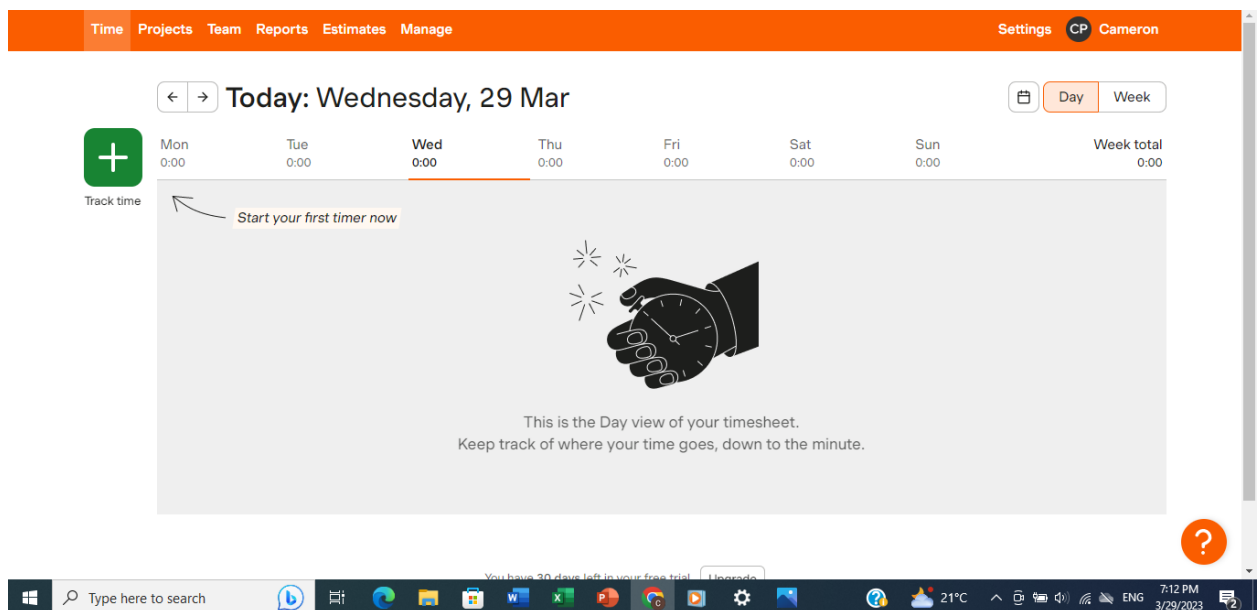 Time Projects Team Reports Estimates Manage Settings CP Cameron
← → Today: Wednesday, 29 Mar Day Week
Mon Tue Wed Thu Fri Sat Sun Week total
0:00 0:00 0:00 0:00 0:00 0:00 0:00 0:00
Track time
Start your first timer now
This is the Day view of your timesheet.
Keep track of where your time goes, down to the minute.
?
You have 30 days left in your free trial Upgrade
Type here to search 21°C ENG 7:12 PM
3/29/2023 2